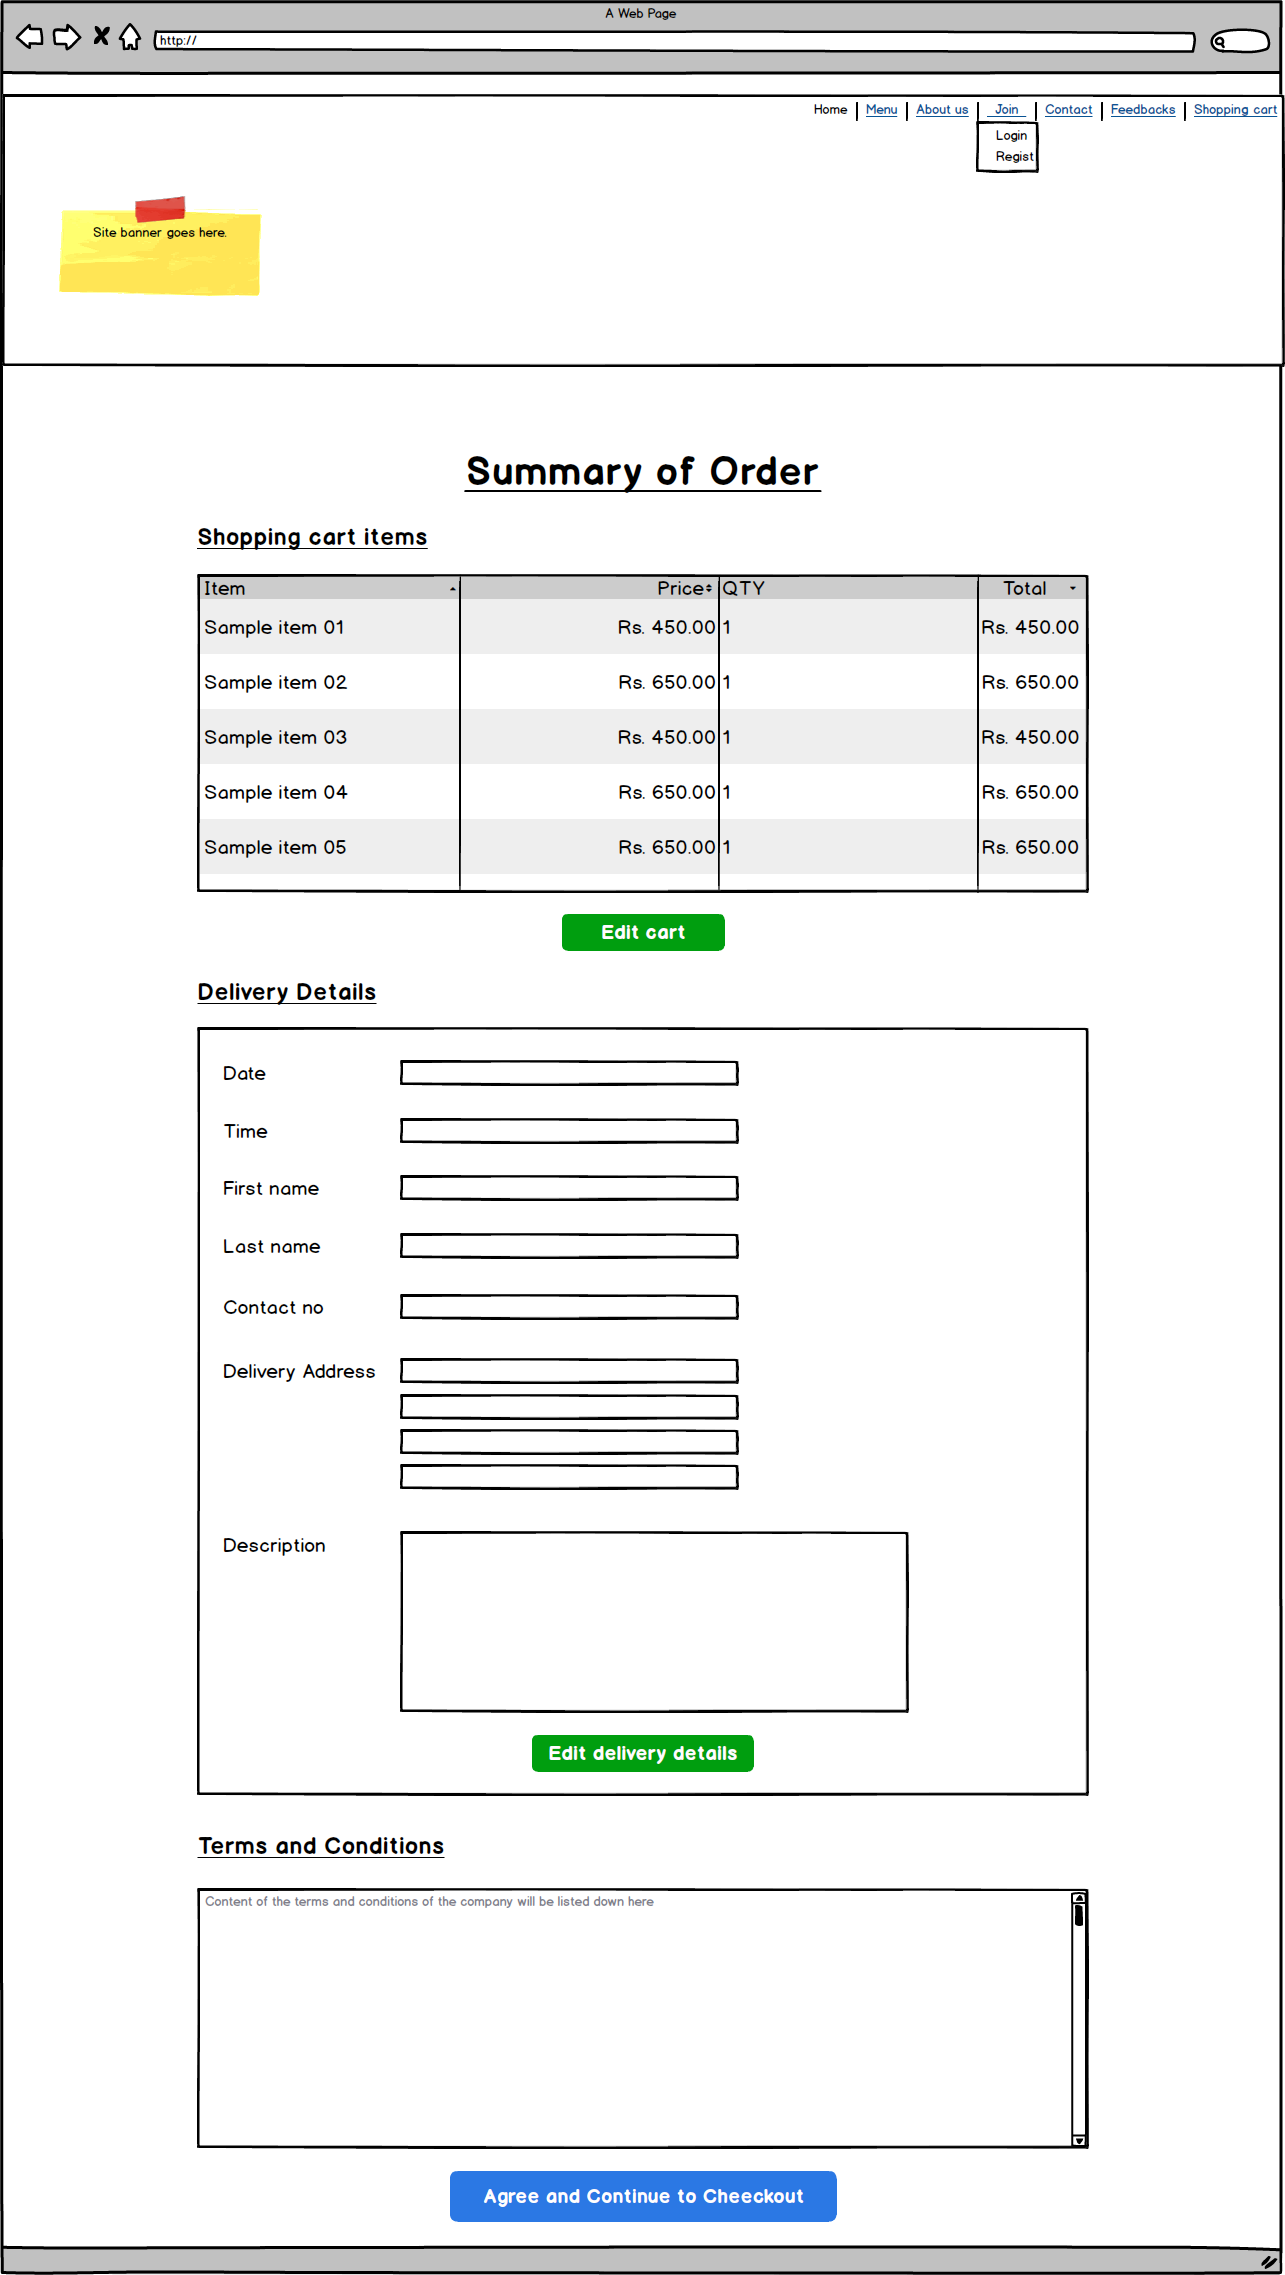 A Web Page
http://
Home Menu About us Join Contact Feedbacks Shopping cart
Login
Regist
Site banner goes here.
Summary of Order
Shopping cart items
Item Price QTY Total
Sample item 01 Rs. 450.00 1 Rs. 450.00
Sample item 02 Rs. 650.00 1 Rs. 650.00
Sample item 03 Rs. 450.00 1 Rs. 450.00
Sample item 04 Rs. 650.00 1 Rs. 650.00
Sample item 05 Rs. 650.00 1 Rs. 650.00
Edit cart
Delivery Details
Date
Time
First name
Last name
Contact no
Delivery Address
Description
Edit delivery details
Terms and Conditions
Content of the terms and conditions of the company will be listed down here
Agree and Continue to Cheeckout